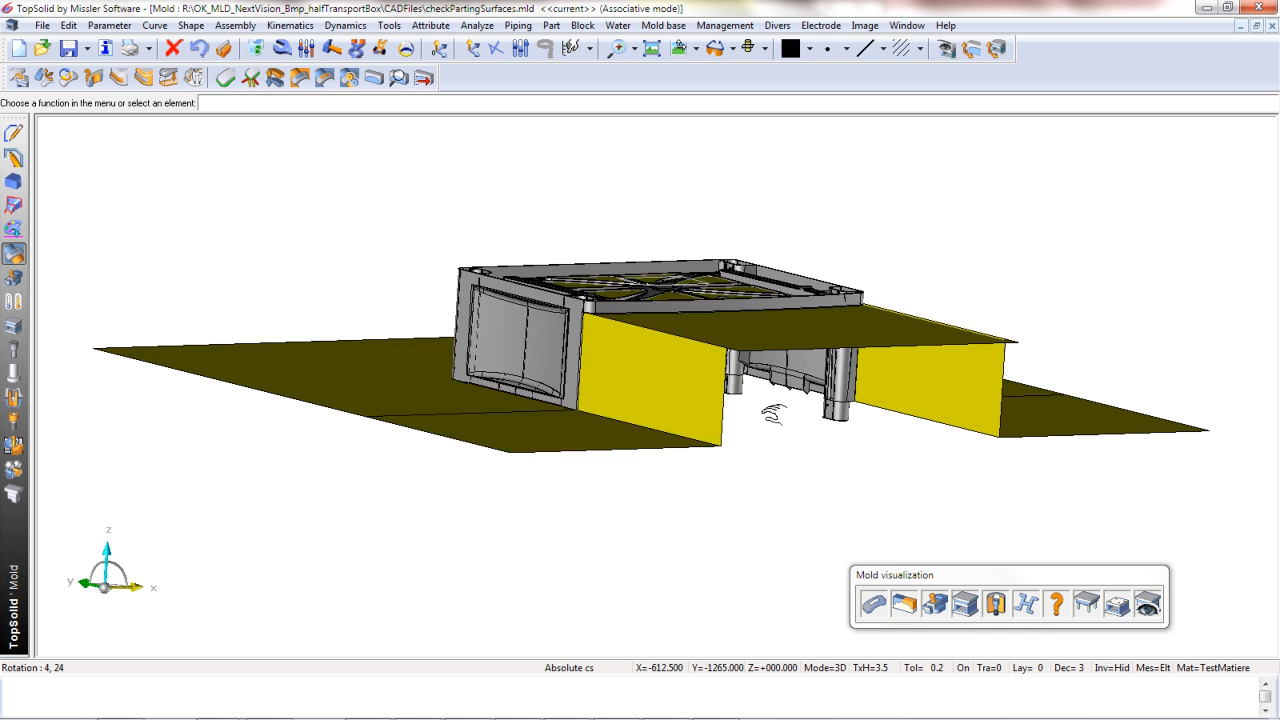 TopSolid by Missler Software - [Mold : R:\OK_MLD_NextVision_Bmp_halfTransportBox\CADFiles\checkPartingSurfaces.mld <<current>> (Associative mode)]
File Edit Parameter Curve Shape Assembly Kinematics Dynamics Tools Attribute Analyze Piping Part Block Water Mold base Management Divers Electrode Image Window Help
Choose a function in the menu or select an element:
z
y
x
TopSolid'Mold
Mold visualization
Rotation : 4, 24 Absolute cs X=-612.500 Y=-1265.000 Z=+000.000 Mode=3D TxH=3.5 Tol= 0.2 On Tra=0 Lay= 0 Dec= 3 Inv=Hid Mes=Elt Mat=TestMatiere